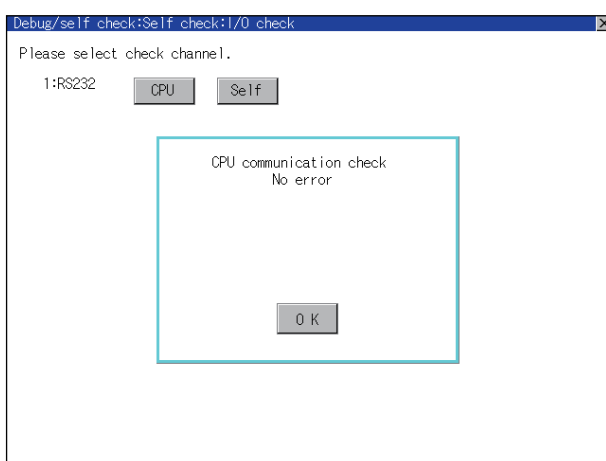 Debug/self check:Self check:I/O check
Please select check channel.
1:RS232 CPU Self
CPU communication check
No error
O K